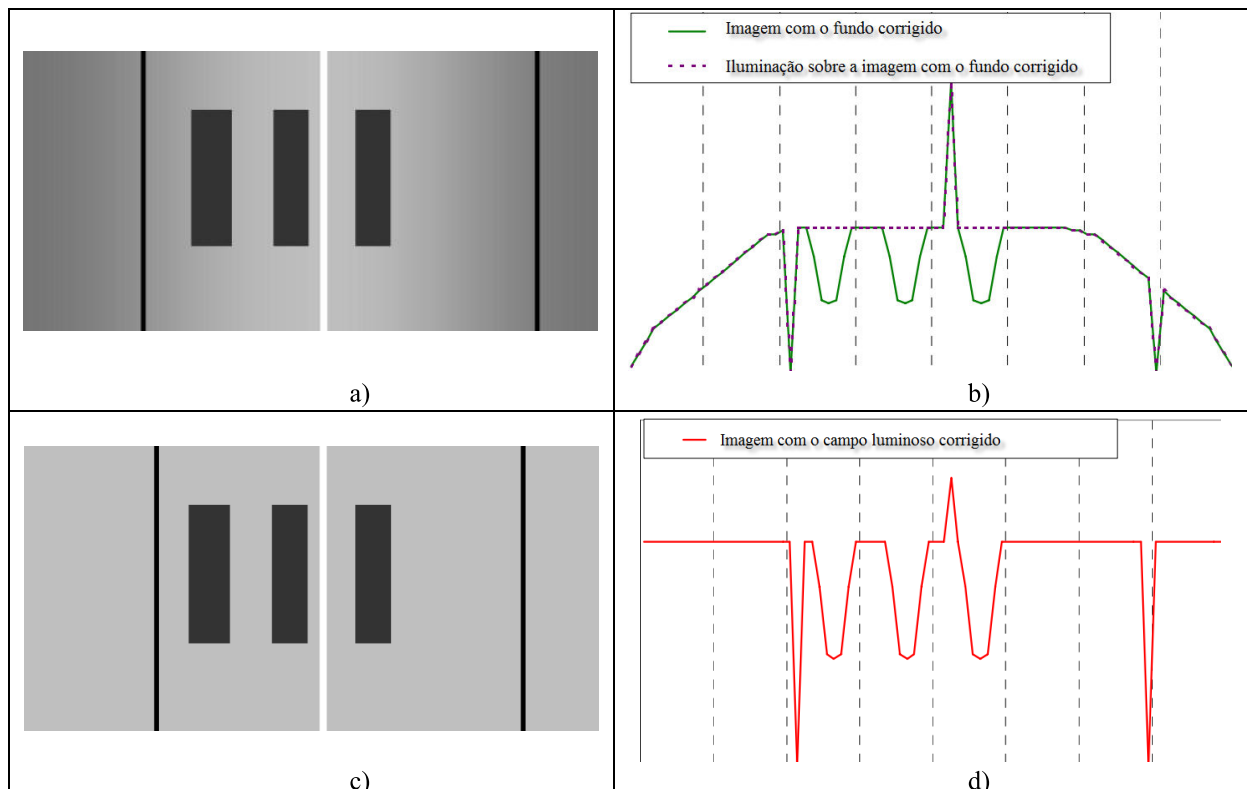 Imagem com o fundo corrigido
Iluminação sobre a imagem com o fundo corrigido
a)
b)
Imagem com o campo luminoso corrigido
c)
d)